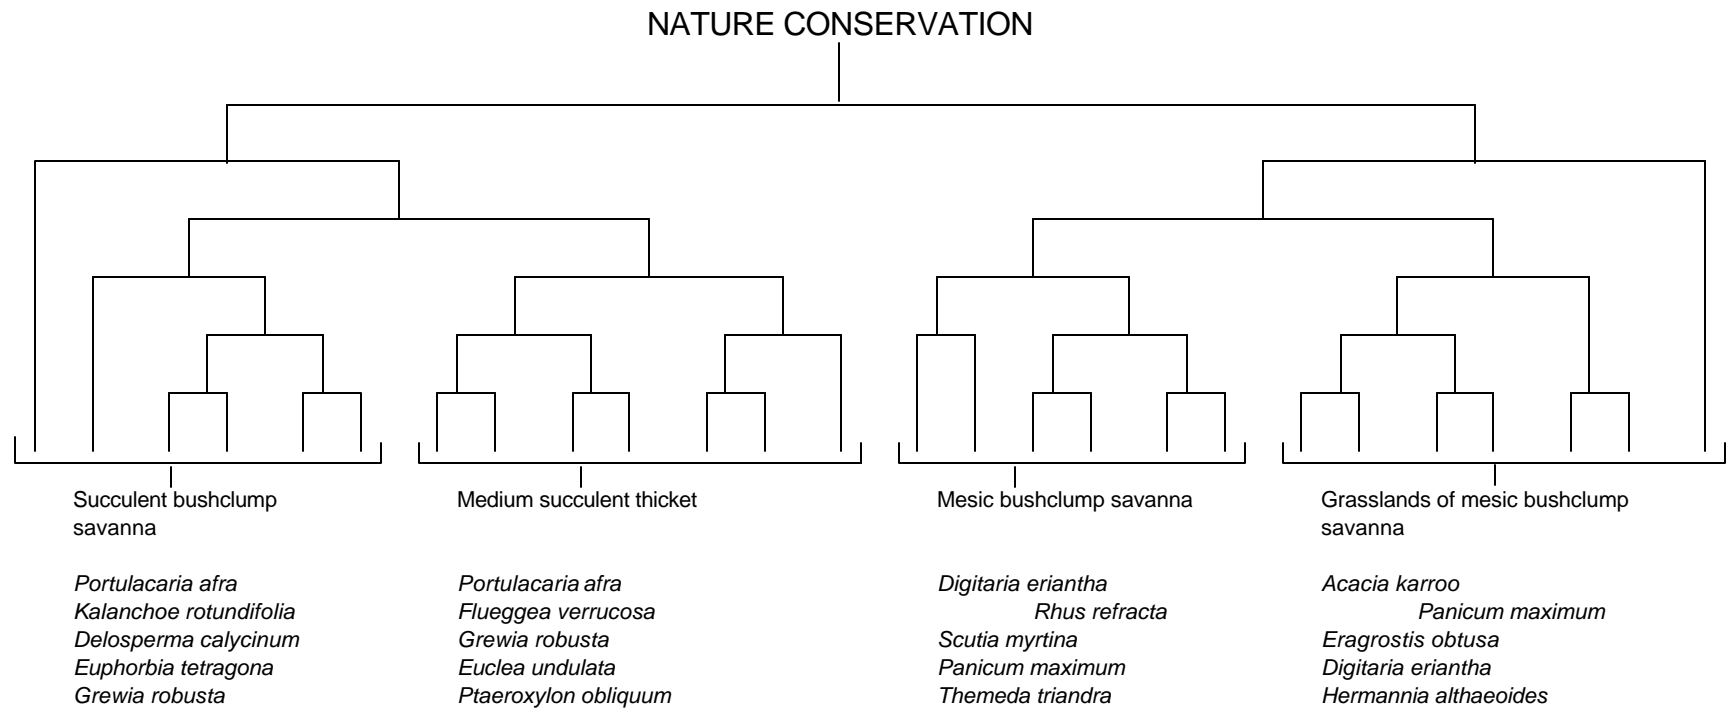 NATURE CONSERVATION
Succulent bushclump
savanna
Portulacaria afra
Kalanchoe rotundifolia
Delosperma calycinum
Euphorbia tetragona
Grewia robusta
Medium succulent thicket
Portulacaria afra
Flueggea verrucosa
Grewia robusta
Euclea undulata
Ptaeroxylon obliquum
Mesic bushclump savanna
Digitaria eriantha
Rhus refracta
Scutia myrtina
Panicum maximum
Themeda triandra
Grasslands of mesic bushclump
savanna
Acacia karroo
Panicum maximum
Eragrostis obtusa
Digitaria eriantha
Hermannia althaeoides